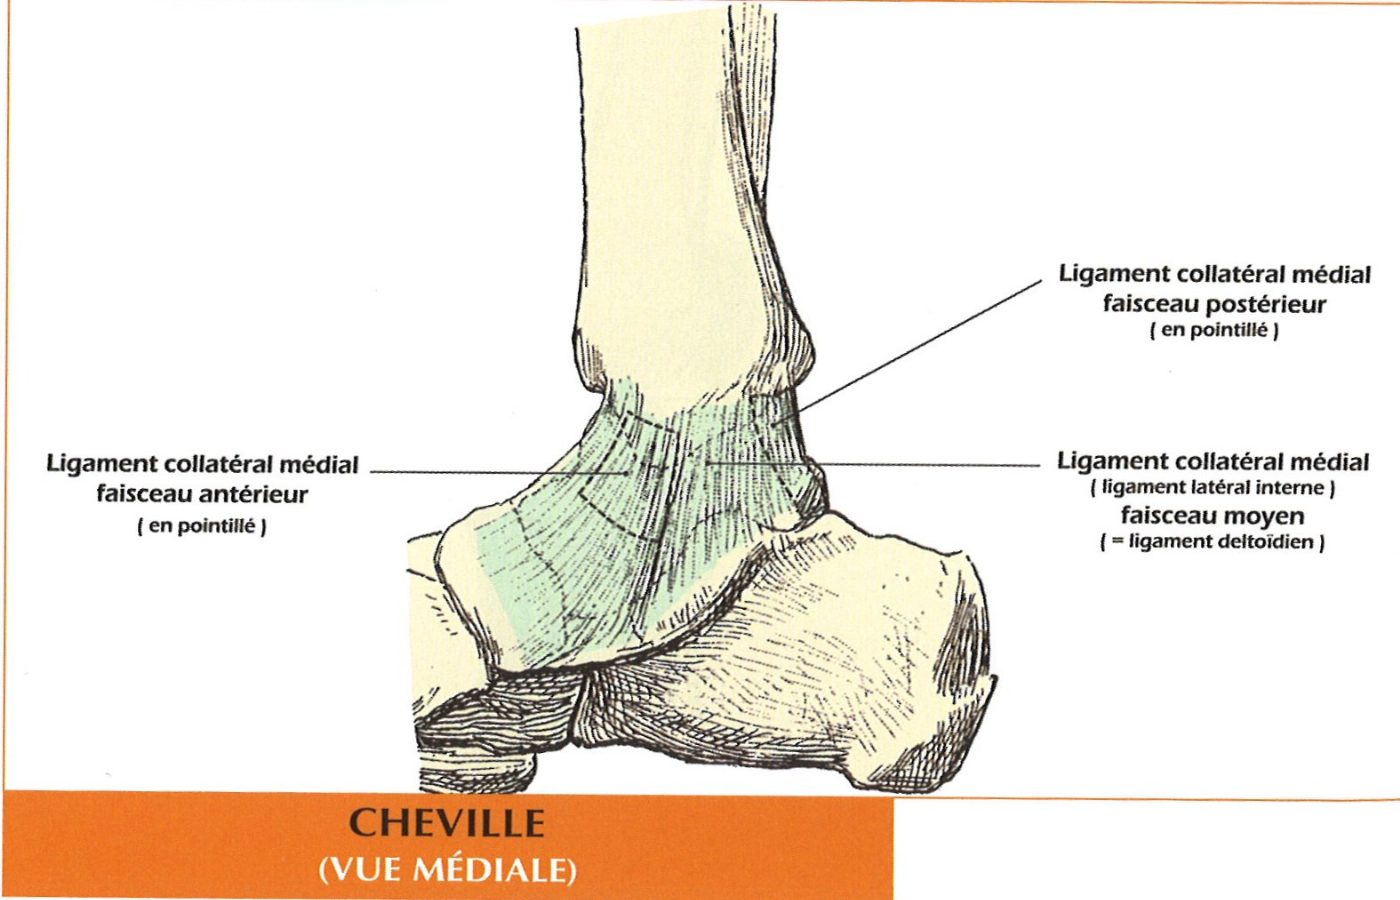 Ligament collatéral médial
faisceau postérieur
( en pointillé )
Ligament collatéral médial
faisceau antérieur
( en pointillé )
Ligament collatéral médial
( ligament latéral interne )
faisceau moyen
( = ligament deltoïdien )
CHEVILLE
(VUE MÉDIALE)